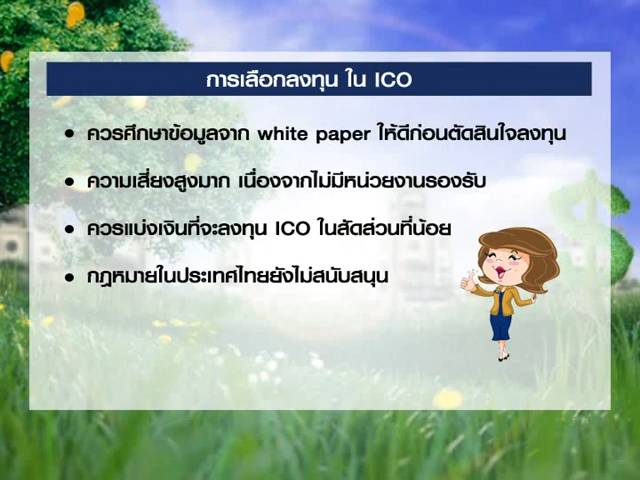 การเลือกลงทุน ใน ICO
• ควรศึกษาข้อมูลจาก white paper ให้ดีก่อนตัดสินใจลงทุน
• ความเสี่ยงสูงมาก เนื่องจากไม่มีหน่วยงานรองรับ
• ควรแบ่งเงินที่จะลงทุน ICO ในสัดส่วนที่น้อย
• กฎหมายในประเทศไทยยังไม่สนับสนุน